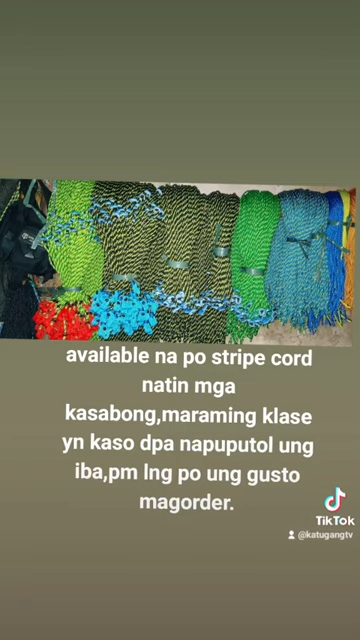 available na po stripe cord
natin mga
kasabong,maraming klase
yn kaso dpa napuputol ung
iba,pm lng po ung gusto
magorder.
TikTok
@katugangtv